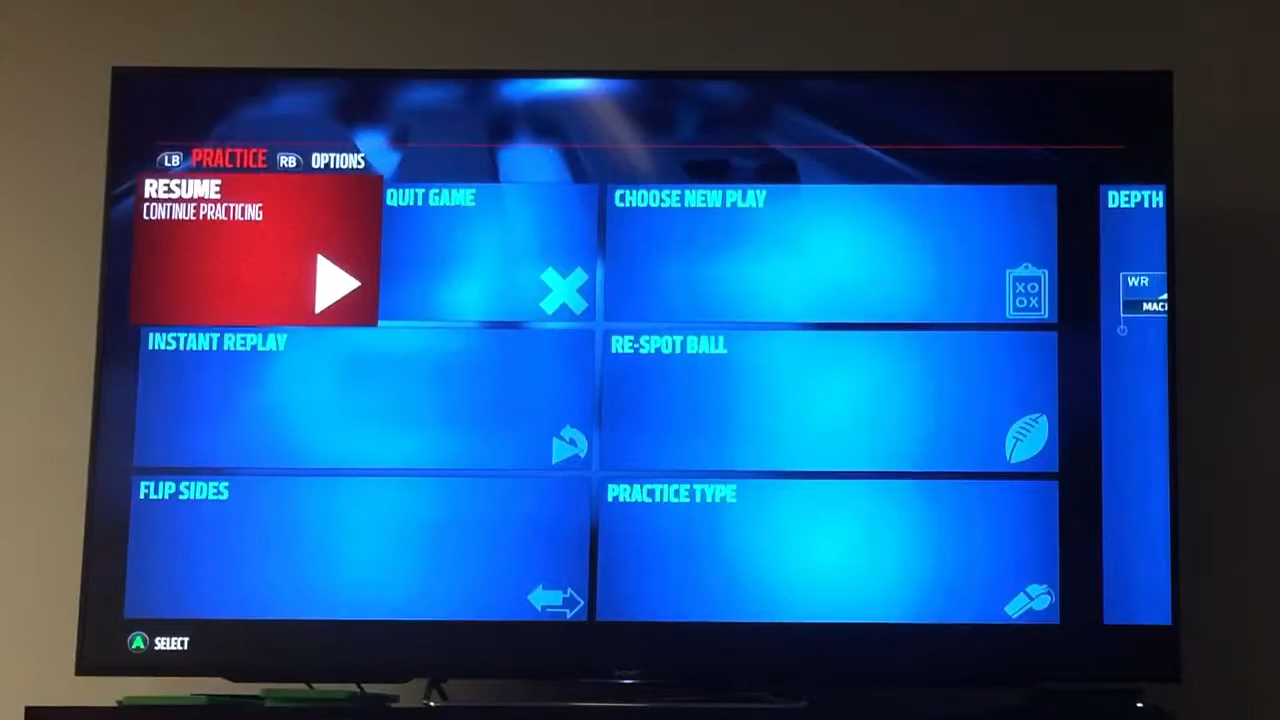 LB PRACTICE RB OPTIONS
RESUME
CONTINUE PRACTICING
QUIT GAME
CHOOSE NEW PLAY
XO
OX
DEPTH
WR
INSTANT REPLAY
RE-SPOT BALL
FLIP SIDES
PRACTICE TYPE
A SELECT